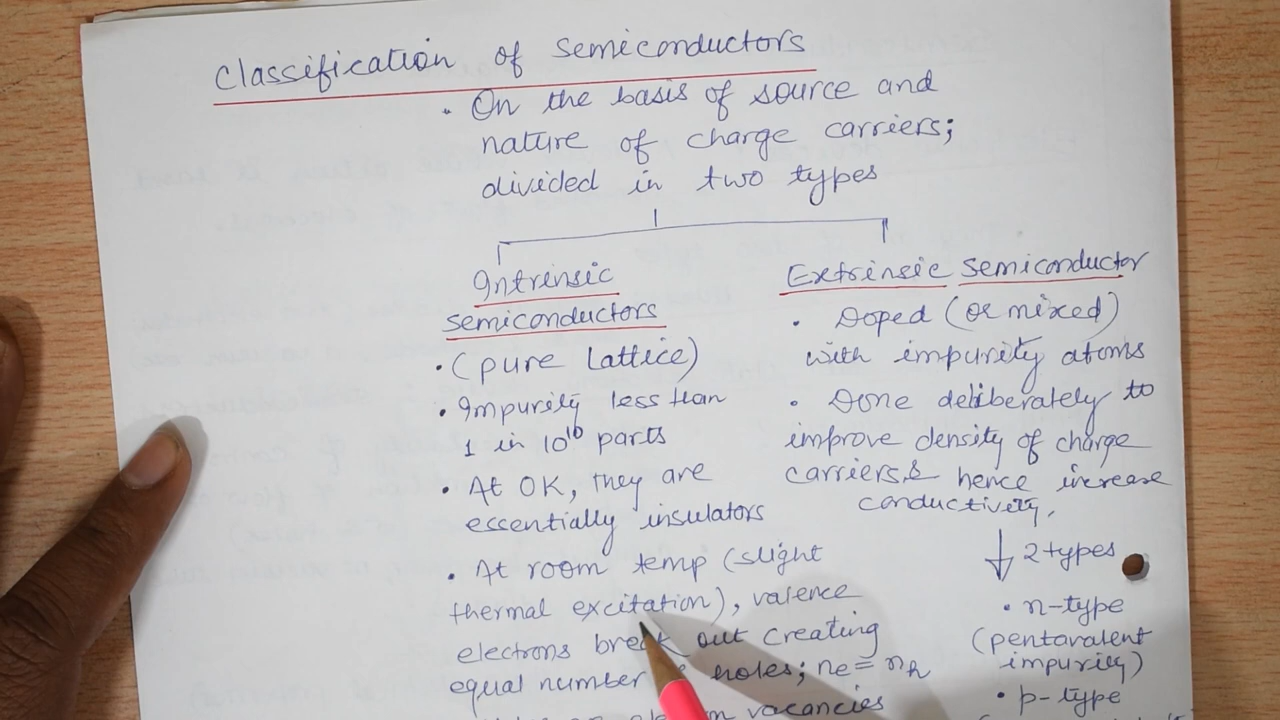 Classification of semiconductors
• On the basis of source and
nature of charge carriers;
divided in two types
Intrinsic
semiconductors
• (pure Lattice)
• Impurity less than
1 in 10¹⁰ parts
• At 0K, they are
essentially insulators
• At room temp (slight
thermal excitation), valence
electrons break out creating
equal number holes; ne = nh
vacancies
Extrinsic semiconductor
• Doped (or mixed)
with impurity atoms
• Done deliberately to
improve density of charge
carriers & hence increase
conductivity.
2 types
• n-type
(pentavalent
impurity)
• p-type